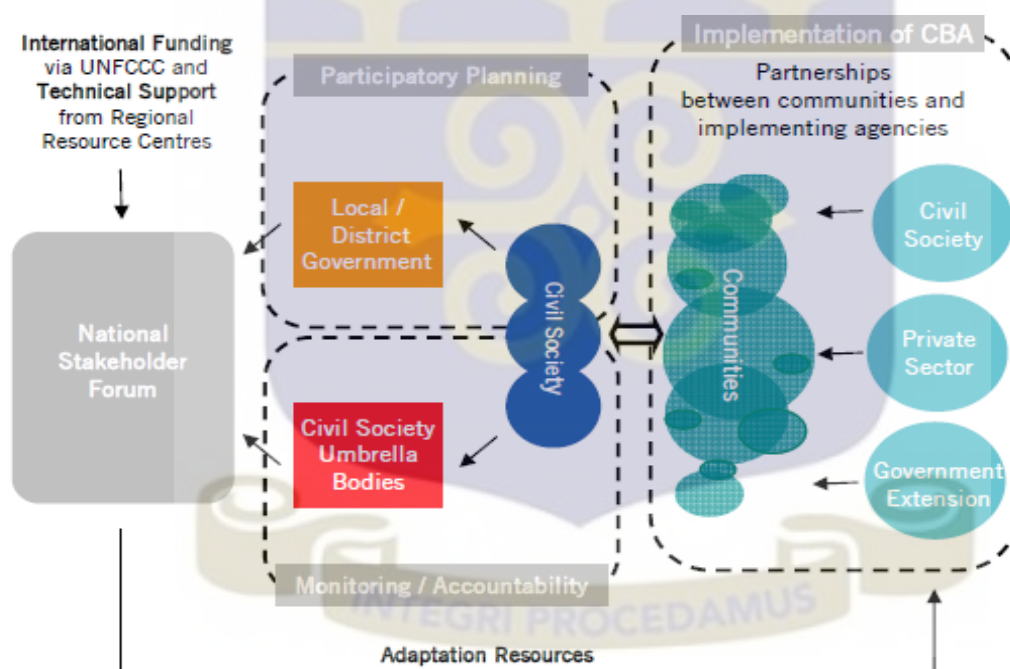 International Funding
via UNFCCC and
Technical Support
from Regional
Resource Centres
National
Stakeholder
Forum
Participatory Planning
Local /
District
Government
Civil Society
Civil Society
Umbrella
Bodies
Monitoring / Accountability
Implementation of CBA
Partnerships
between communities and
implementing agencies
Communities
Civil
Society
Private
Sector
Government
Extension
INTEGRI PROCEDAMUS
Adaptation Resources